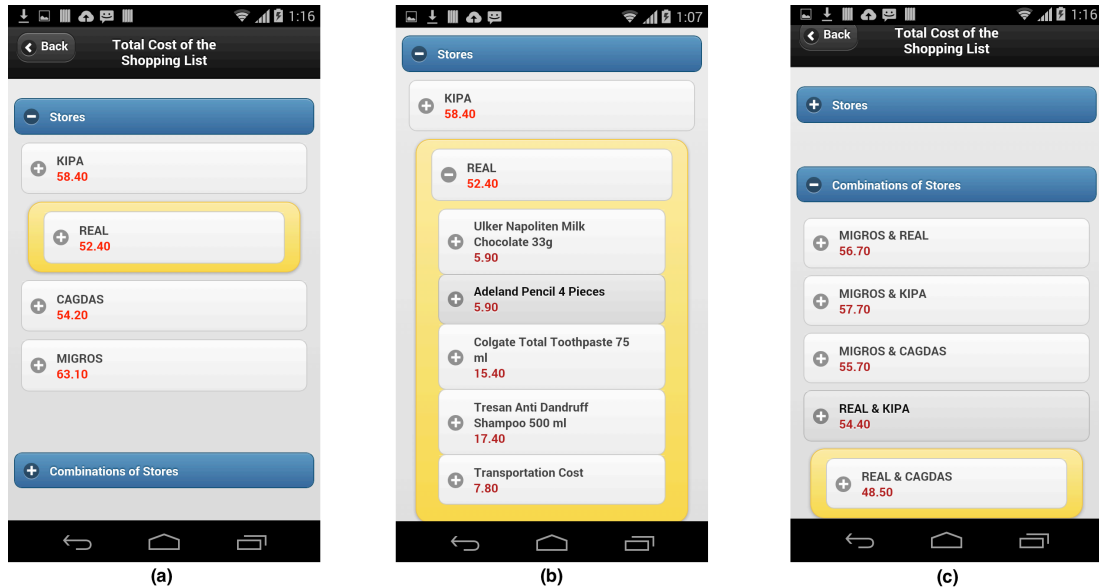 1:16
Back
Total Cost of the
Shopping List
Stores
KIPA
58.40
REAL
52.40
CAGDAS
54.20
MIGROS
63.10
Combinations of Stores
(a)
1:07
Stores
KIPA
58.40
REAL
52.40
Ulker Napoliten Milk
Chocolate 33g
5.90
Adeland Pencil 4 Pieces
5.90
Colgate Total Toothpaste 75
ml
15.40
Tresan Anti Dandruff
Shampoo 500 ml
17.40
Transportation Cost
7.80
(b)
1:16
Back
Total Cost of the
Shopping List
Stores
Combinations of Stores
MIGROS & REAL
56.70
MIGROS & KIPA
57.70
MIGROS & CAGDAS
55.70
REAL & KIPA
54.40
REAL & CAGDAS
48.50
(c)